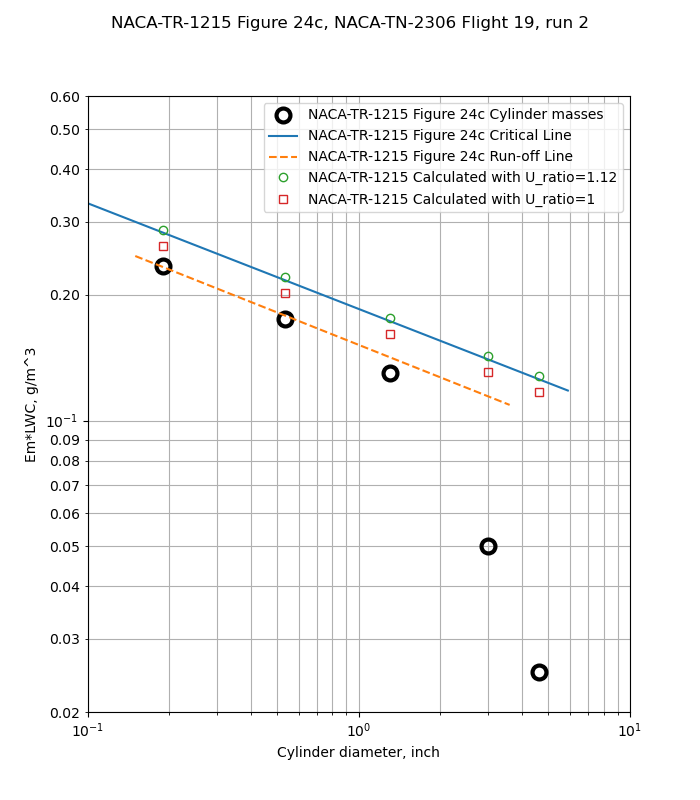 NACA-TR-1215 Figure 24c, NACA-TN-2306 Flight 19, run 2
NACA-TR-1215 Figure 24c Cylinder masses
NACA-TR-1215 Figure 24c Critical Line
NACA-TR-1215 Figure 24c Run-off Line
NACA-TR-1215 Calculated with U_ratio=1.12
NACA-TR-1215 Calculated with U_ratio=1
Em*LWC, g/m^3
0.60
0.50
0.40
0.30
0.20
10⁻¹
0.09
0.08
0.07
0.06
0.05
0.04
0.03
0.02
10⁻¹
10⁰
10¹
Cylinder diameter, inch